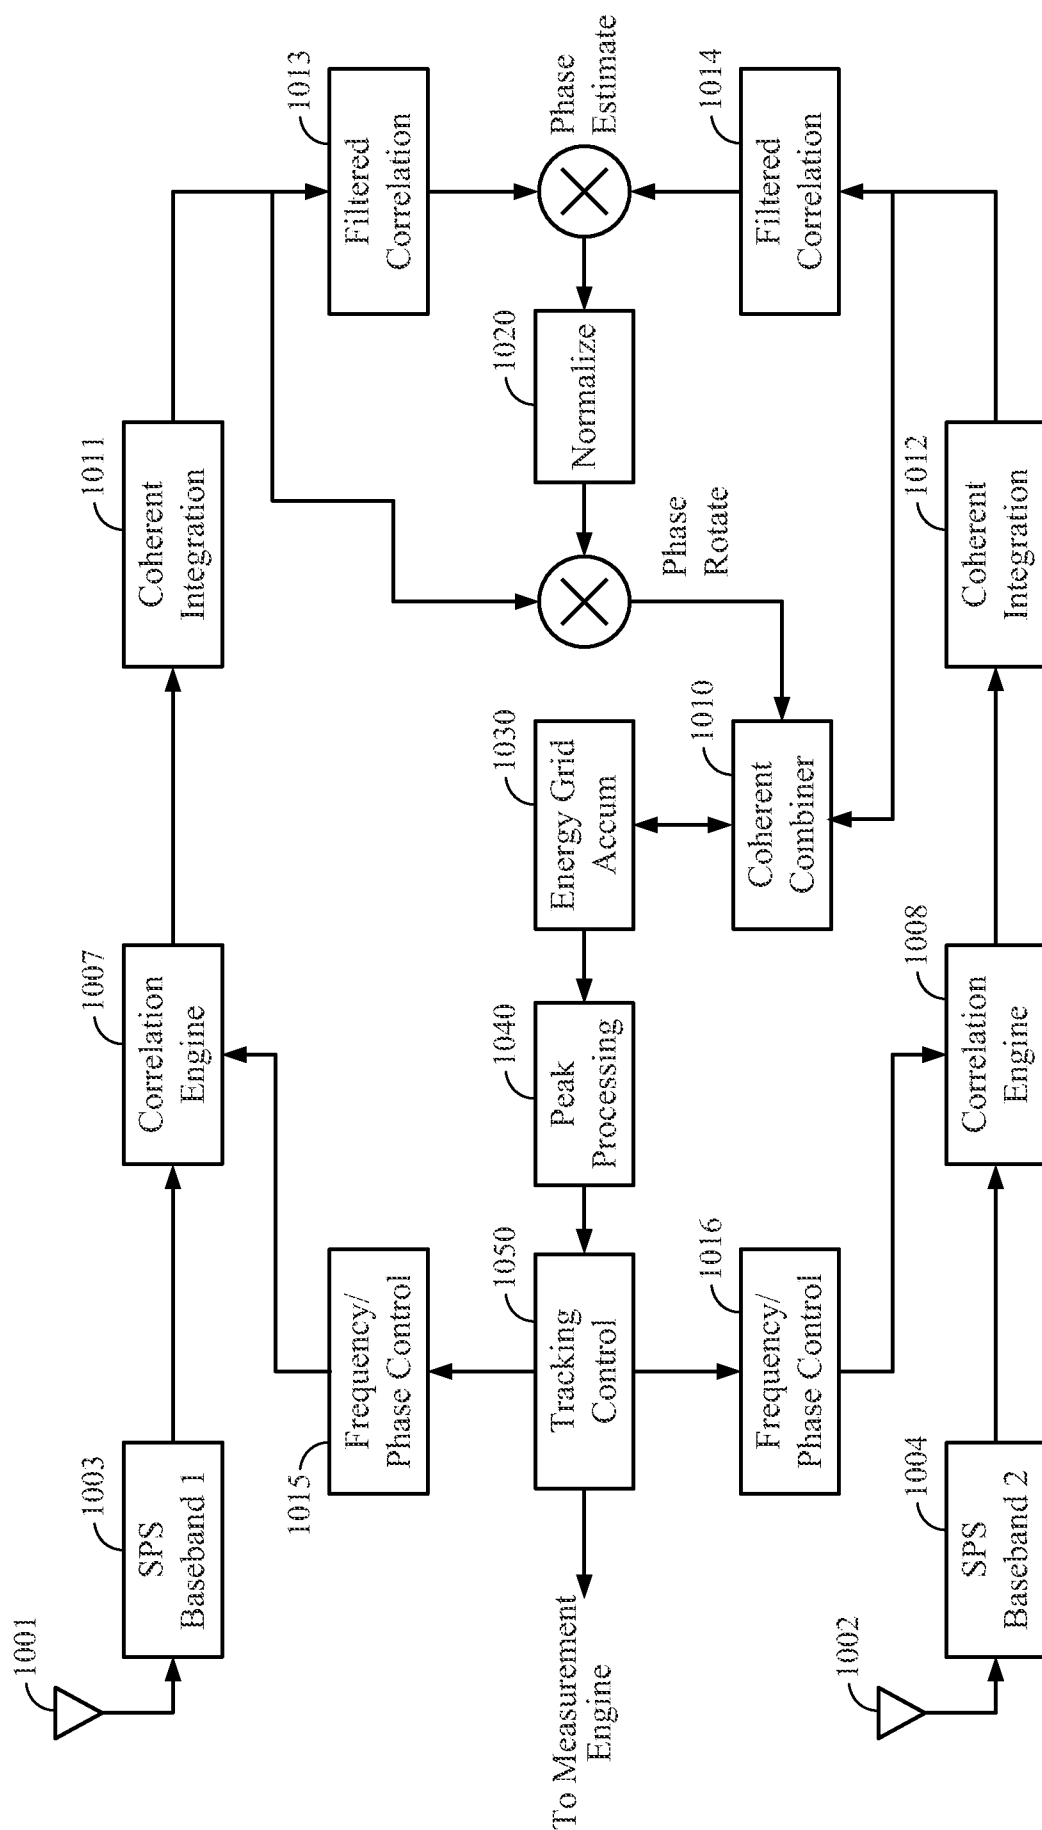 1001
1003
SPS
Baseband 1
1007
Correlation
Engine
1011
Coherent
Integration
1015
Frequency/
Phase Control
1013
Filtered
Correlation
To Measurement
Engine
1050
Tracking
Control
1040
Peak
Processing
1030
Energy Grid
Accum
1020
Normalize
Phase
Estimate
Phase
Rotate
1010
Coherent
Combiner
1016
Frequency/
Phase Control
1014
Filtered
Correlation
1002
1004
SPS
Baseband 2
1008
Correlation
Engine
1012
Coherent
Integration